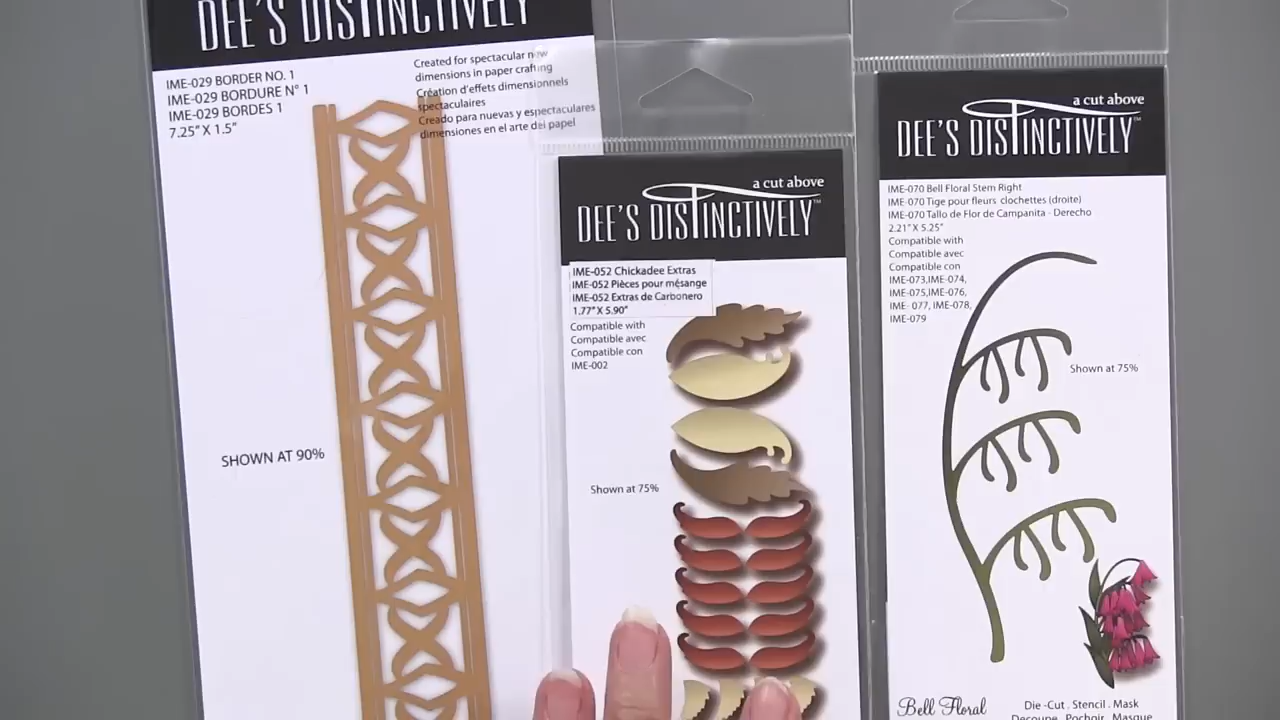 DEE'S DISTINCTIVELY
IME-029 BORDER NO. 1
IME-029 BORDURE N° 1
IME-029 BORDES 1
7.25" X 1.5"
Created for spectacular new
dimensions in paper crafting
Création d'effets dimensionnels
spectaculaires
Creado para nuevas y espectaculares
dimensiones en el arte del papel
SHOWN AT 90%
a cut above
DEE'S DISTINCTIVELY™
IME-052 Chickadee Extras
IME-052 Pièces pour mésange
IME-052 Extras de Carbonero
1.77" X 5.90"
Compatible with
Compatible avec
Compatible con
IME-002
Shown at 75%
a cut above
DEE'S DISTINCTIVELY™
IME-070 Bell Floral Stem Right
IME-070 Tige pour fleurs clochettes (droite)
IME-070 Tallo de Flor de Campanita - Derecho
2.21" X 5.25"
Compatible with
Compatible avec
Compatible con
IME-073,IME-074,
IME-075,IME-076,
IME- 077, IME-078,
IME-079
Shown at 75%
Bell Floral
Die -Cut . Stencil . Mask
Decoupe Pochoir Masque